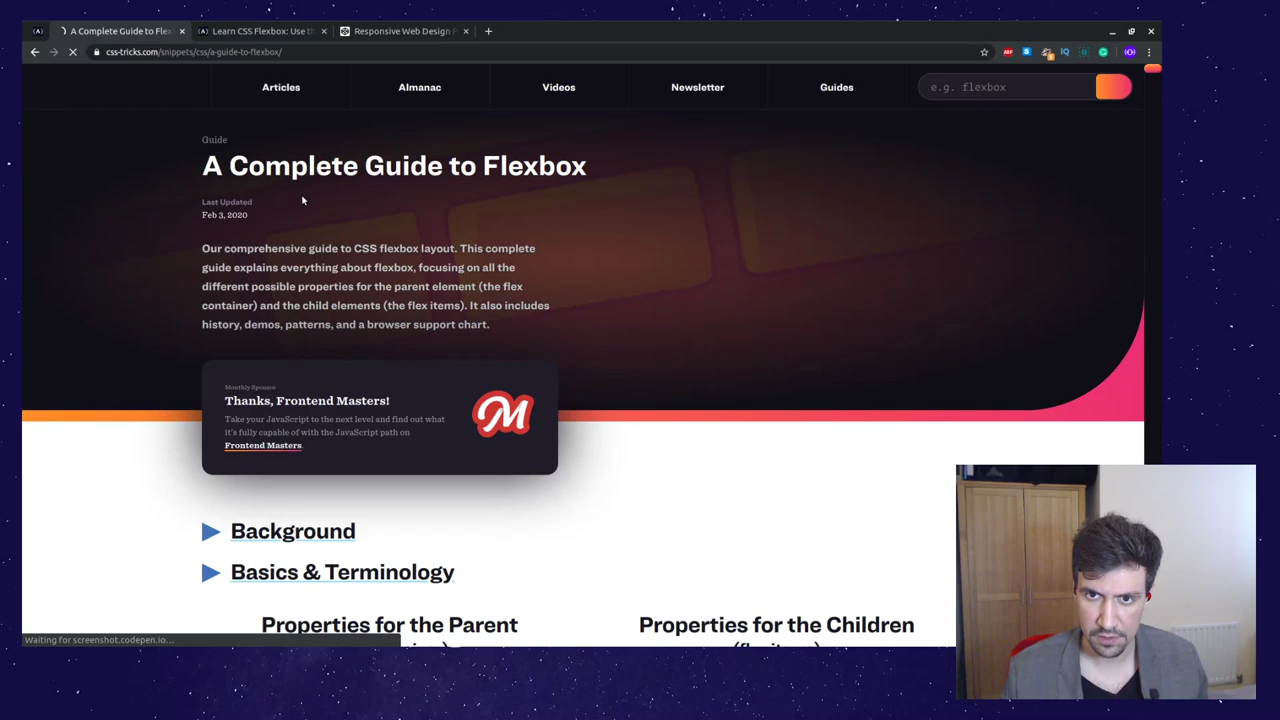 A Complete Guide to Flex
Learn CSS Flexbox: Use th
Responsive Web Design P
css-tricks.com/snippets/css/a-guide-to-flexbox/
Articles
Almanac
Videos
Newsletter
Guides
e.g. flexbox
Guide
A Complete Guide to Flexbox
Last Updated
Feb 3, 2020
Our comprehensive guide to CSS flexbox layout. This complete
guide explains everything about flexbox, focusing on all the
different possible properties for the parent element (the flex
container) and the child elements (the flex items). It also includes
history, demos, patterns, and a browser support chart.
Monthly Sponsor
Thanks, Frontend Masters!
Take your JavaScript to the next level and find out what
it's fully capable of with the JavaScript path on
Frontend Masters
M
Background
Basics & Terminology
Properties for the Parent
Properties for the Children
(flex items)
Waiting for screenshot.codepen.io…